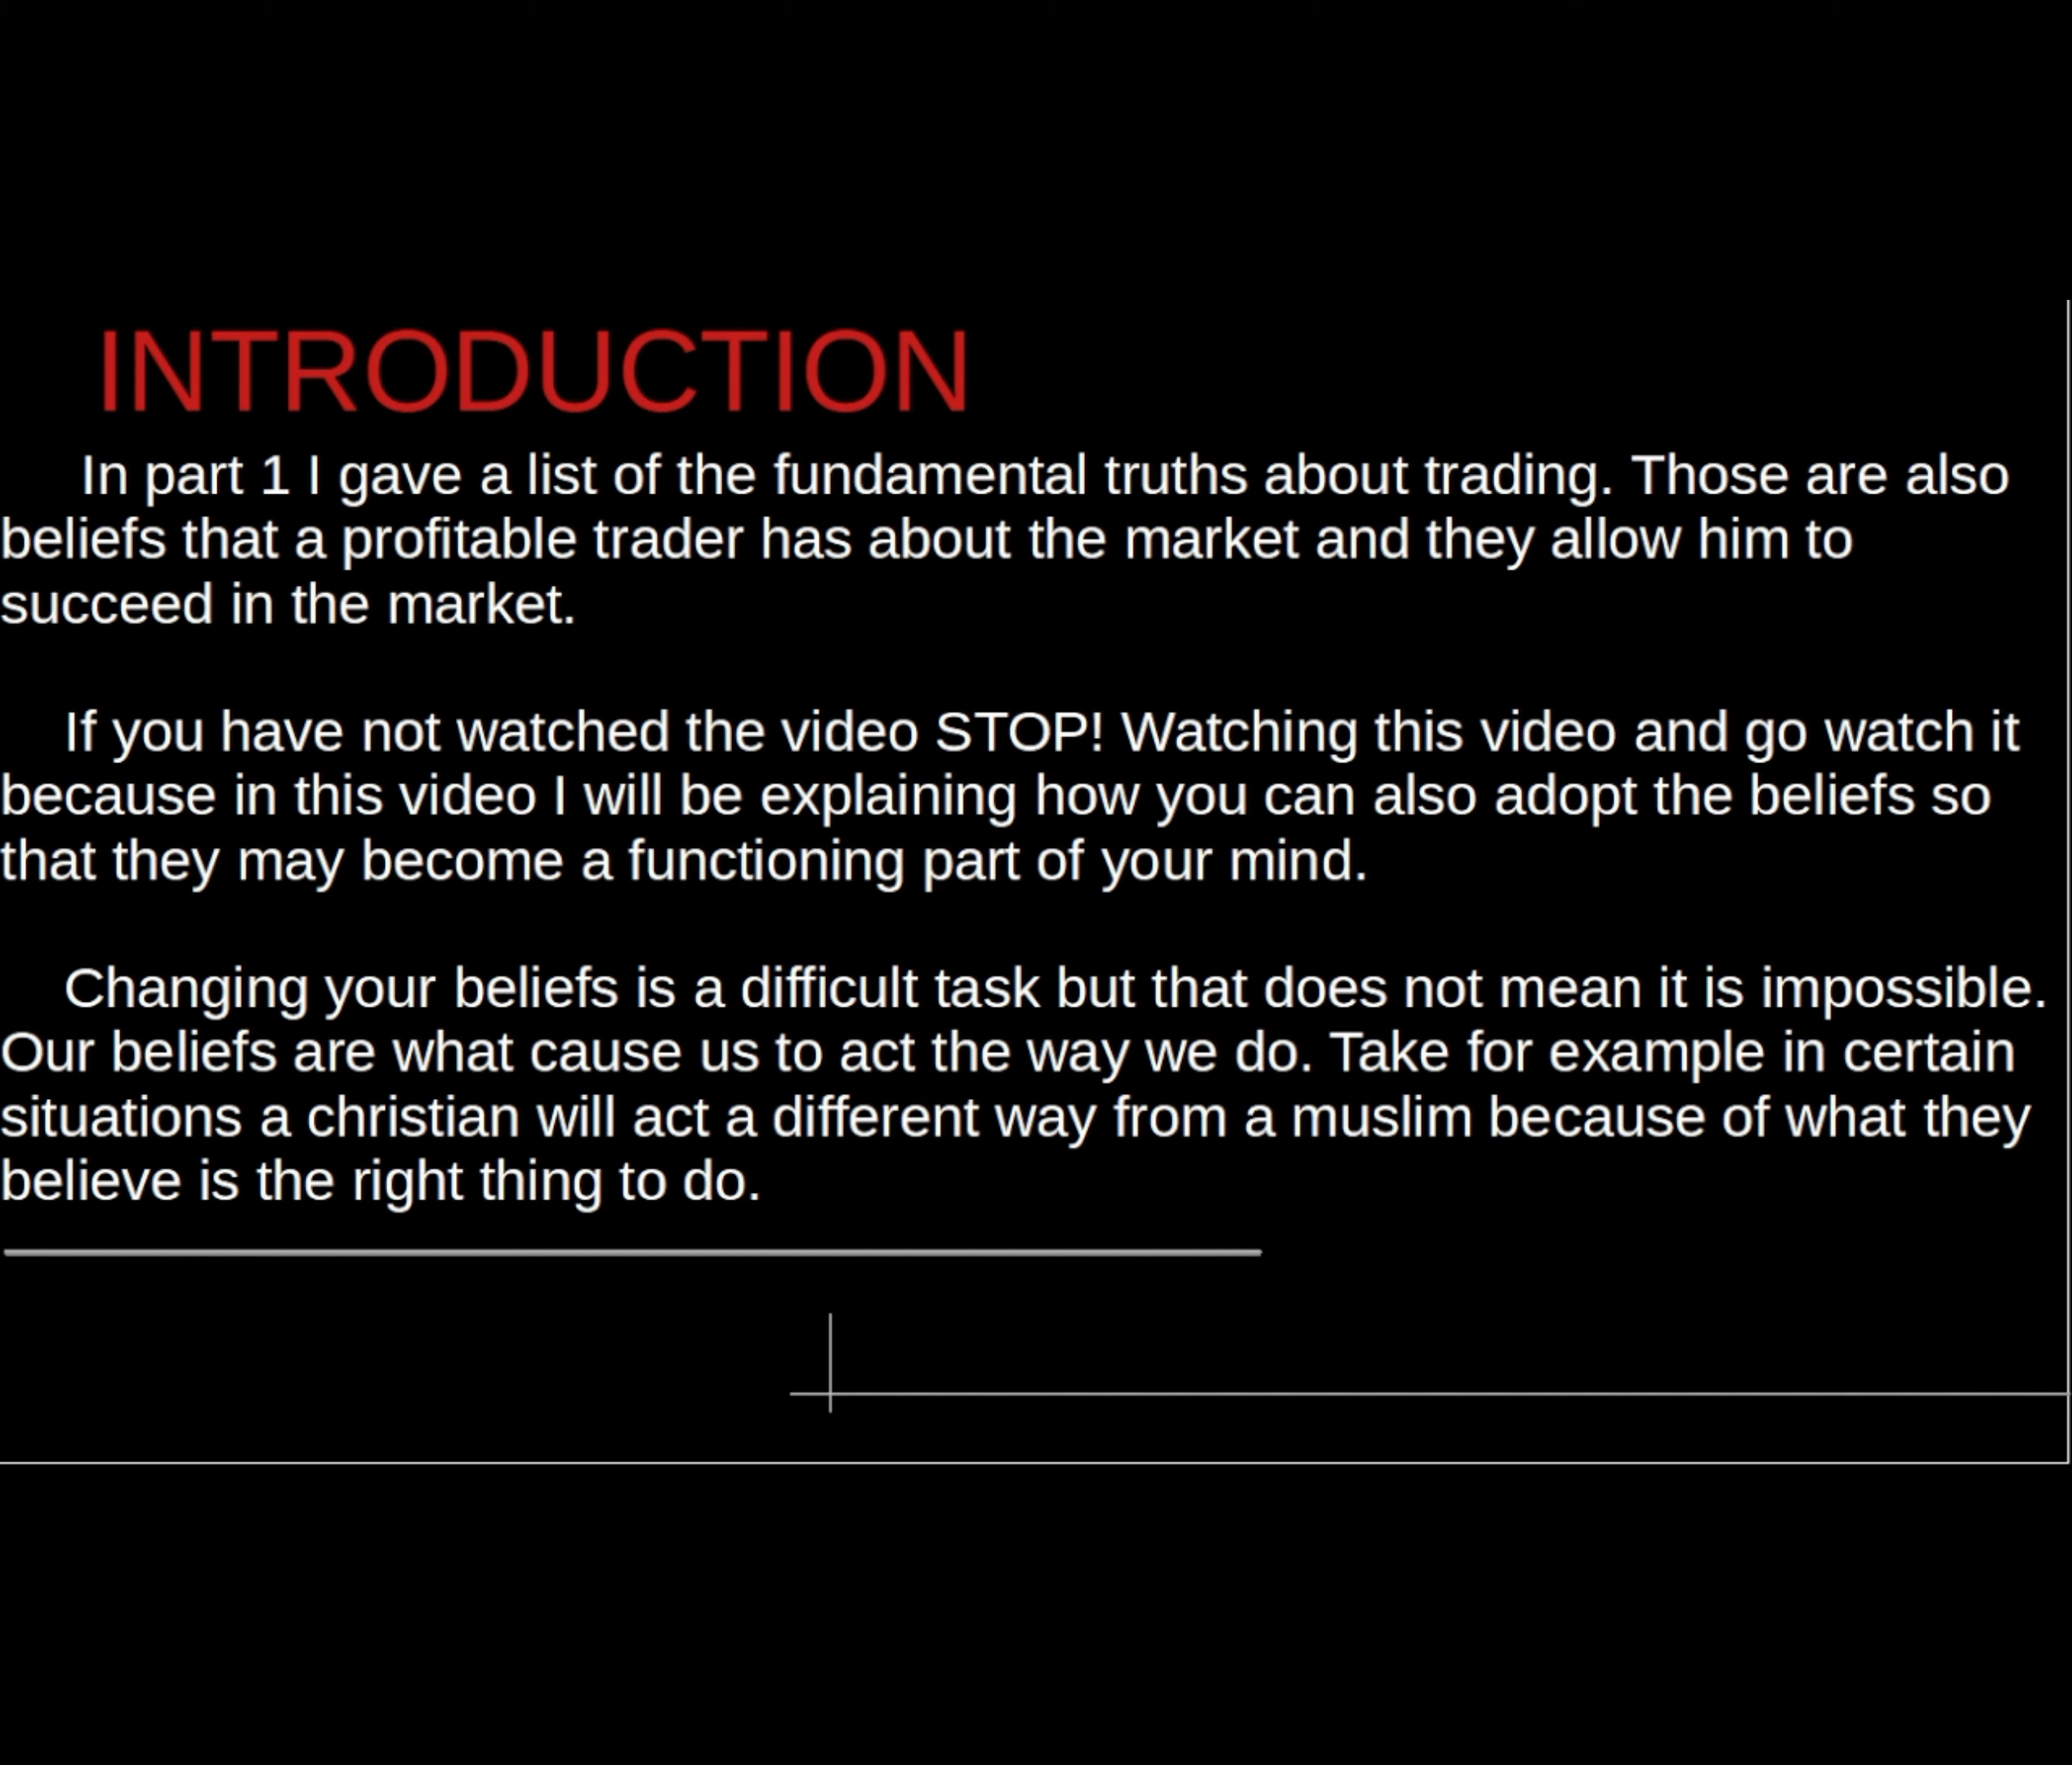 INTRODUCTION
In part 1 I gave a list of the fundamental truths about trading. Those are also
beliefs that a profitable trader has about the market and they allow him to
succeed in the market.
If you have not watched the video STOP! Watching this video and go watch it
because in this video I will be explaining how you can also adopt the beliefs so
that they may become a functioning part of your mind.
Changing your beliefs is a difficult task but that does not mean it is impossible.
Our beliefs are what cause us to act the way we do. Take for example in certain
situations a christian will act a different way from a muslim because of what they
believe is the right thing to do.